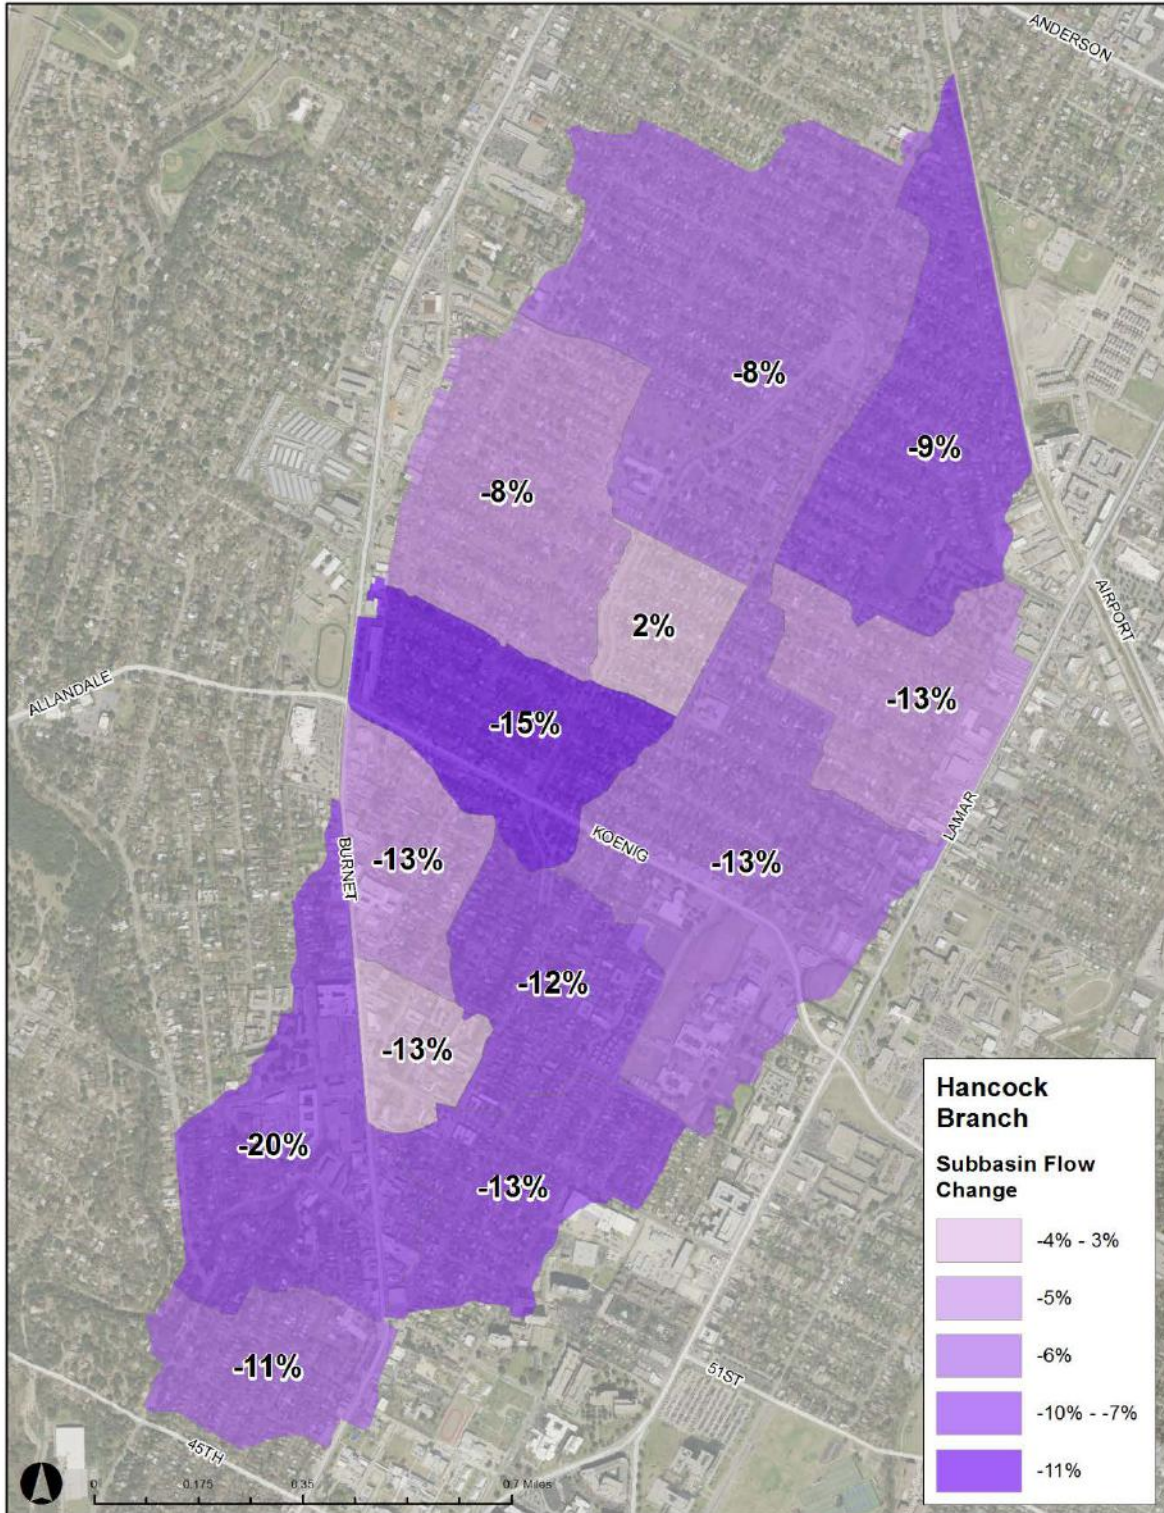 ANDERSON
-8%
-9%
-8%
2%
AIRPORT
ALLANDALE
-13%
-15%
LAMAR
KOENIG
-13%
BURNET
-13%
-12%
-13%
-20%
-13%
-11%
51ST
45TH
0 0.175 0.35 0.7 Miles
Hancock
Branch
Subbasin Flow
Change
-4% - 3%
-5%
-6%
-10% - -7%
-11%